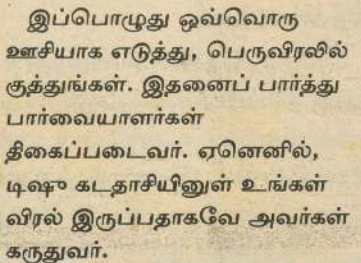 இப்பொழுது ஒவ்வொரு
ஊசியாக எடுத்து, பெருவிரலில்
குத்துங்கள். இதனைப் பார்த்து
பார்வையாளர்கள்
திகைப்படைவர். ஏனெனில்,
டிஷு கடதாசியினுள் உங்கள்
விரல் இருப்பதாகவே அவர்கள்
கருதுவர்.